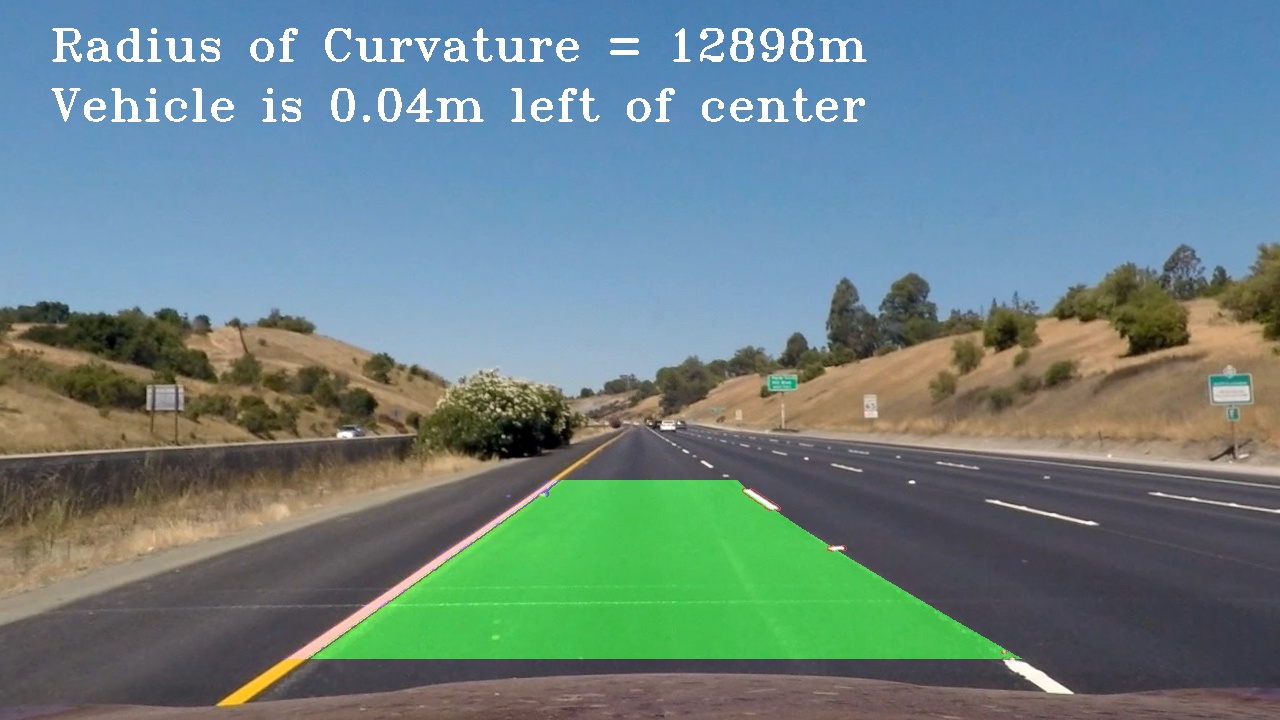 Radius of Curvature = 12898m
Vehicle is 0.04m left of center